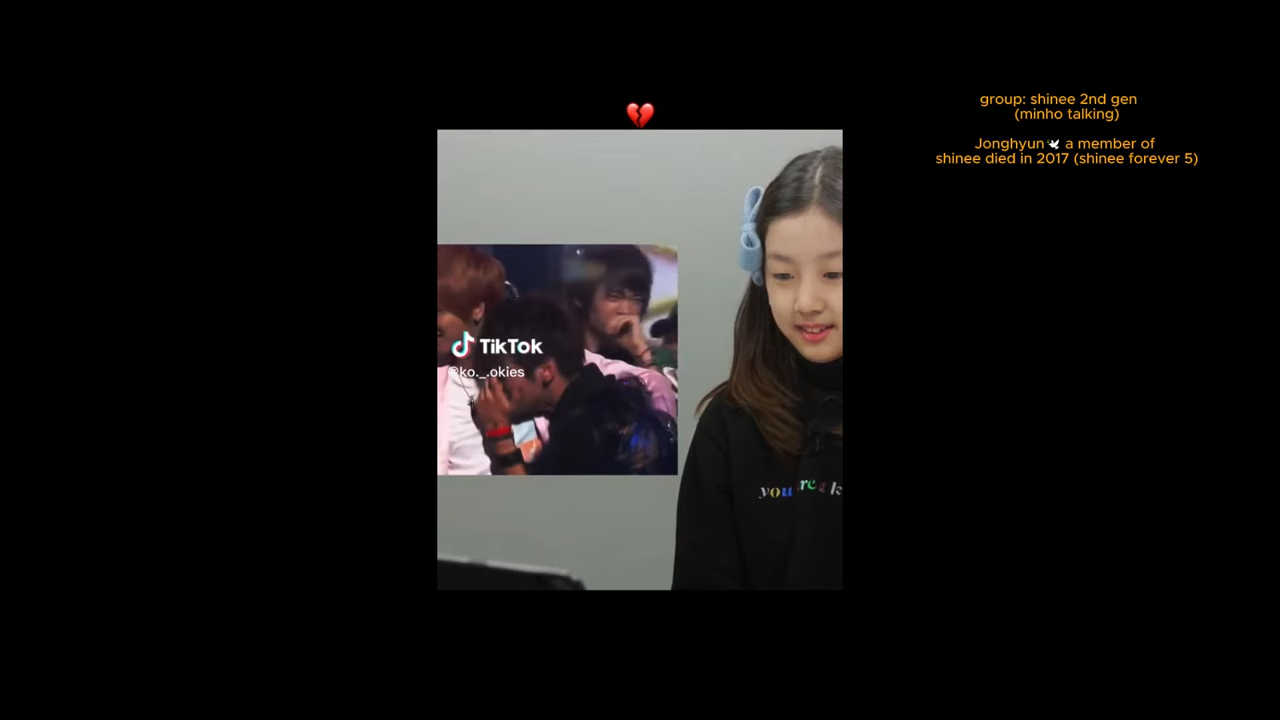 💔
group: shinee 2nd gen
(minho talking)
Jonghyun🕊 a member of
shinee died in 2017 (shinee forever 5)
TikTok
@ko._.okies
you